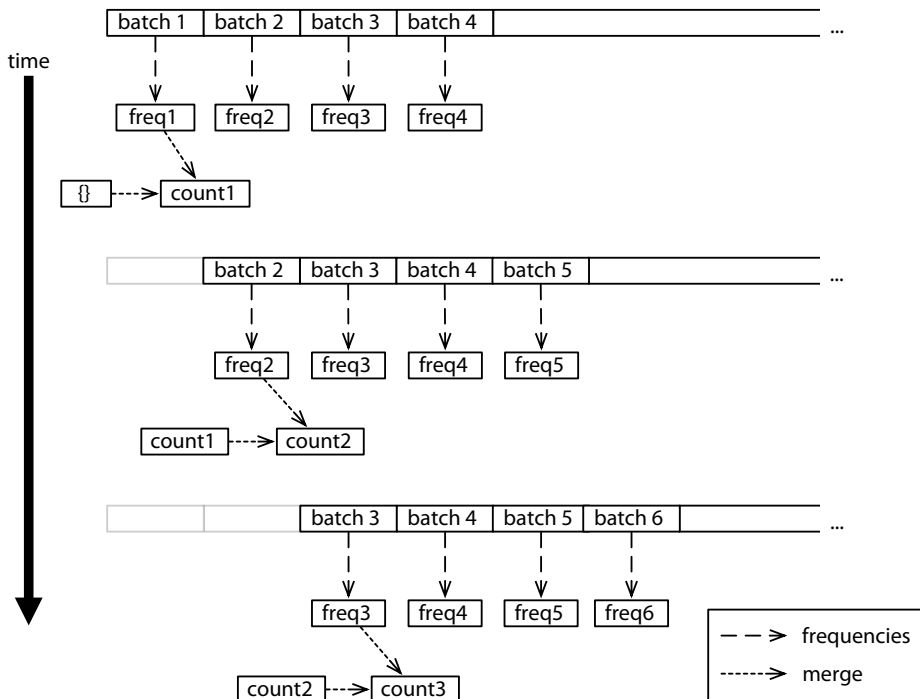 batch 1 batch 2 batch 3 batch 4 ...
time
freq1 freq2 freq3 freq4
{} count1
batch 2 batch 3 batch 4 batch 5 ...
freq2 freq3 freq4 freq5
count1 count2
batch 3 batch 4 batch 5 batch 6 ...
freq3 freq4 freq5 freq6
frequencies
merge
count2 count3